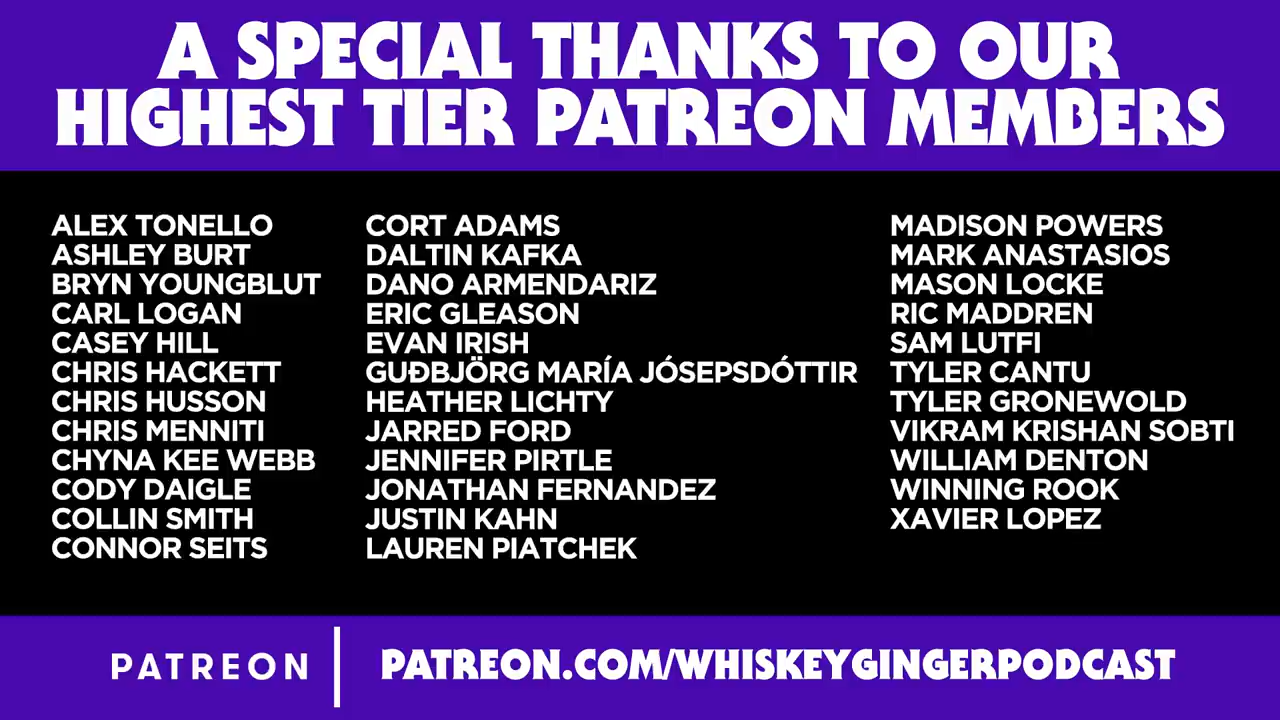 A SPECIAL THANKS TO OUR
HIGHEST TIER PATREON MEMBERS
ALEX TONELLO
ASHLEY BURT
BRYN YOUNGBLUT
CARL LOGAN
CASEY HILL
CHRIS HACKETT
CHRIS HUSSON
CHRIS MENNITI
CHYNA KEE WEBB
CODY DAIGLE
COLLIN SMITH
CONNOR SEITS
CORT ADAMS
DALTIN KAFKA
DANO ARMENDARIZ
ERIC GLEASON
EVAN IRISH
GUÐBJÖRG MARÍA JÓSEPSDÓTTIR
HEATHER LICHTY
JARRED FORD
JENNIFER PIRTLE
JONATHAN FERNANDEZ
JUSTIN KAHN
LAUREN PIATCHEK
MADISON POWERS
MARK ANASTASIOS
MASON LOCKE
RIC MADDREN
SAM LUTFI
TYLER CANTU
TYLER GRONEWOLD
VIKRAM KRISHAN SOBTI
WILLIAM DENTON
WINNING ROOK
XAVIER LOPEZ
PATREON
PATREON.COM/WHISKEYGINGERPODCAST